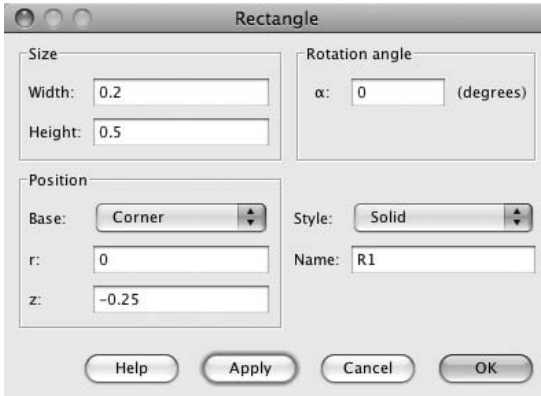 Rectangle
Size
Width: 0.2
Height: 0.5
Rotation angle
α: 0 (degrees)
Position
Base: Corner
r: 0
z: −0.25
Style: Solid
Name: R1
Help Apply Cancel OK